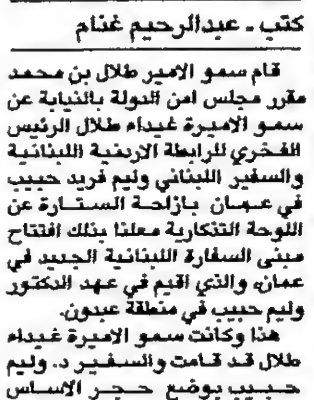 كتب - عبدالرحيم غنام
قام سمو الامير طلال بن محمد
مقرر مجلس امن الدولة بالنيابة عن
سمو الاميرة غيداء طلال الرئيس
الفخري للرابطة الاردنية اللبنانية
والسفير اللبناني وليم فريد حبيب
في عمان بازاحة الستارة عن
اللوحة التذكارية معلنا بذلك افتتاح
مبنى السفارة اللبنانية الجديد في
عمان، والذي اقيم في عهد الدكتور
وليم حبيب في منطقة عبدون.
هذا وكانت سمو الاميرة غيداء
طلال قد قامت والسفير د. وليم
حبيب بوضع حجر الاساس